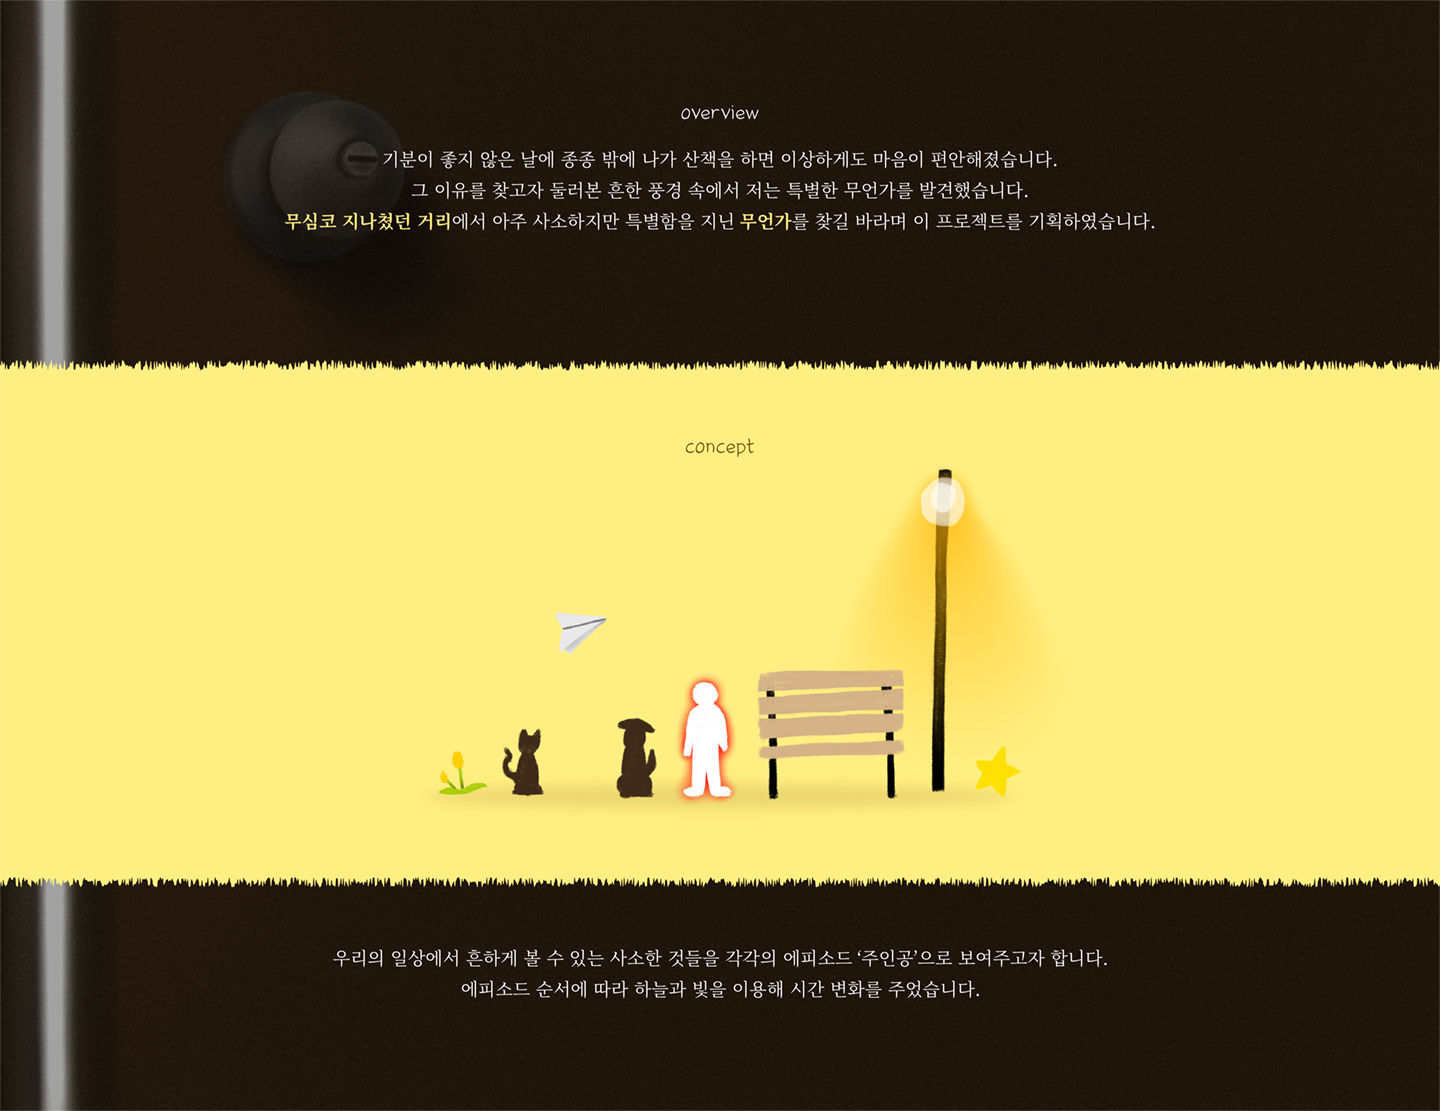 overview
기분이 좋지 않은 날에 종종 밖에 나가 산책을 하면 이상하게도 마음이 편안해졌습니다.
그 이유를 찾고자 둘러본 흔한 풍경 속에서 저는 특별한 무언가를 발견했습니다.
무심코 지나쳤던 거리에서 아주 사소하지만 특별함을 지닌 무언가를 찾길 바라며 이 프로젝트를 기획하였습니다.
concept
우리의 일상에서 흔하게 볼 수 있는 사소한 것들을 각각의 에피소드 ‘주인공’으로 보여주고자 합니다.
에피소드 순서에 따라 하늘과 빛을 이용해 시간 변화를 주었습니다.